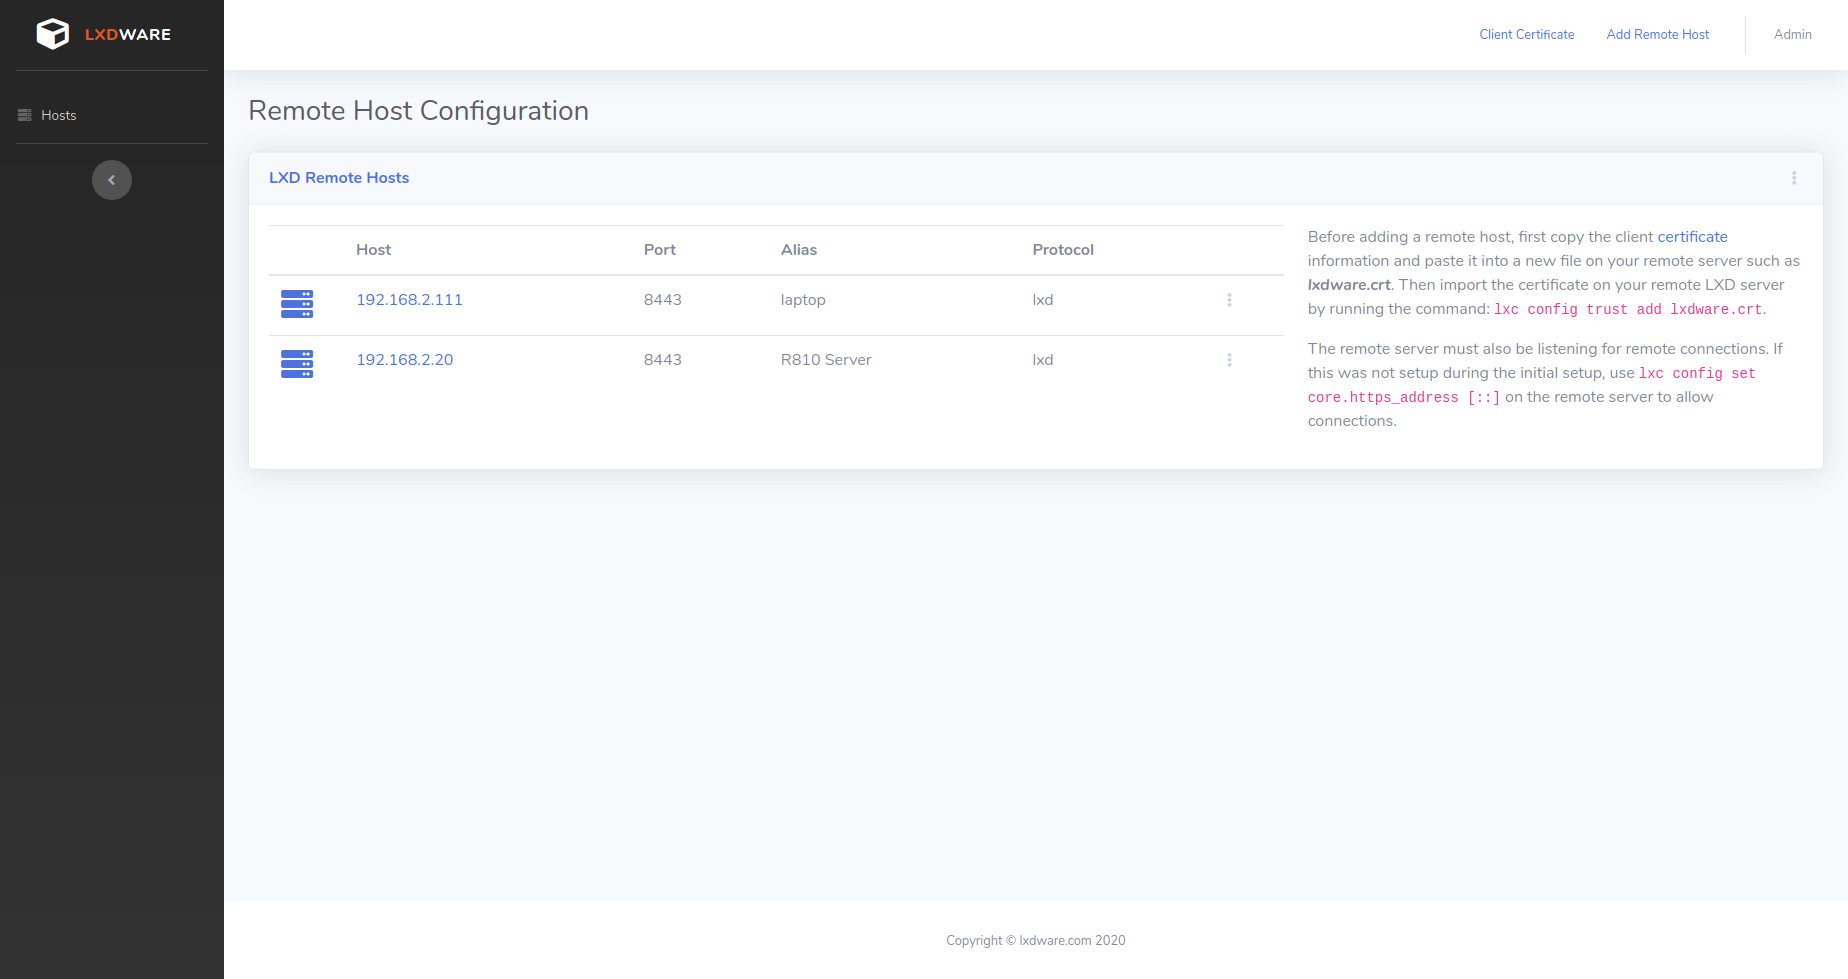 LXDWARE
Client Certificate Add Remote Host Admin
Hosts
Remote Host Configuration
LXD Remote Hosts
Host Port Alias Protocol
192.168.2.111 8443 laptop lxd
192.168.2.20 8443 R810 Server lxd
Before adding a remote host, first copy the client certificate
information and paste it into a new file on your remote server such as
lxdware.crt. Then import the certificate on your remote LXD server
by running the command: lxc config trust add lxdware.crt.
The remote server must also be listening for remote connections. If
this was not setup during the initial setup, use lxc config set
core.https_address [::] on the remote server to allow
connections.
Copyright © lxdware.com 2020